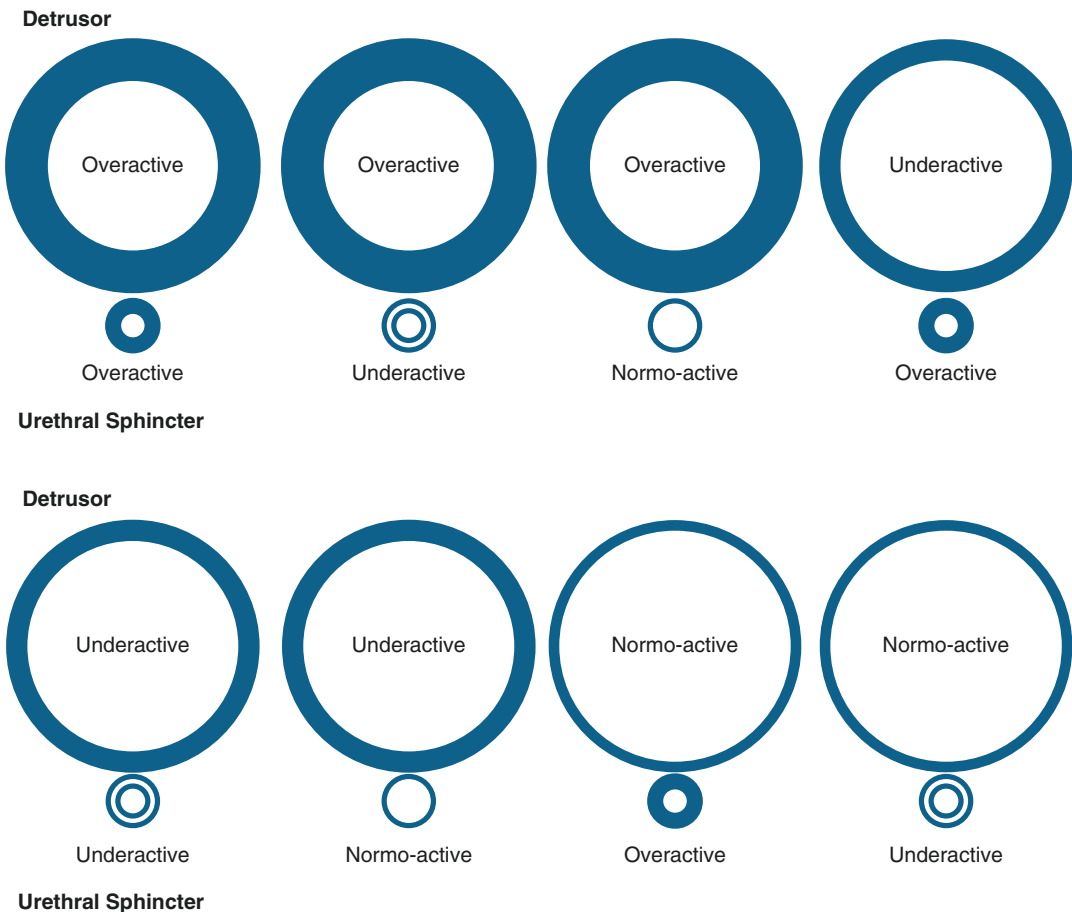 Detrusor
Overactive Overactive Overactive Underactive
Overactive Underactive Normo-active Overactive
Urethral Sphincter
Detrusor
Underactive Underactive Normo-active Normo-active
Underactive Normo-active Overactive Underactive
Urethral Sphincter